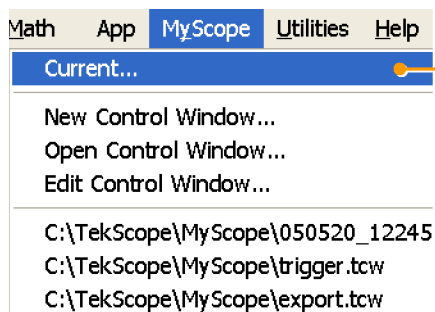 Math App MyScope Utilities Help
Current...
New Control Window...
Open Control Window...
Edit Control Window...
C:\TekScope\MyScope\050520_12245
C:\TekScope\MyScope\trigger.tcw
C:\TekScope\MyScope\export.tcw